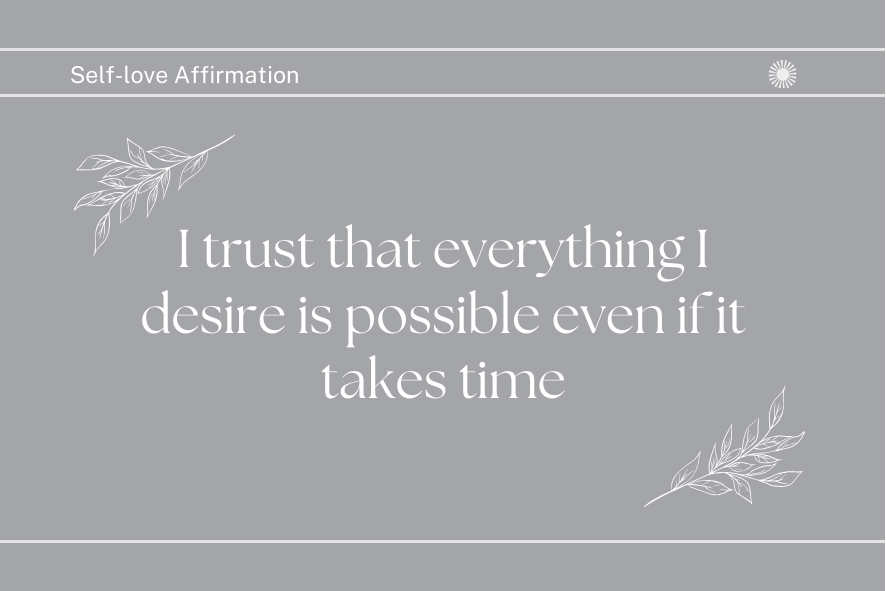 Self-love Affirmation
I trust that everything I
desire is possible even if it
takes time